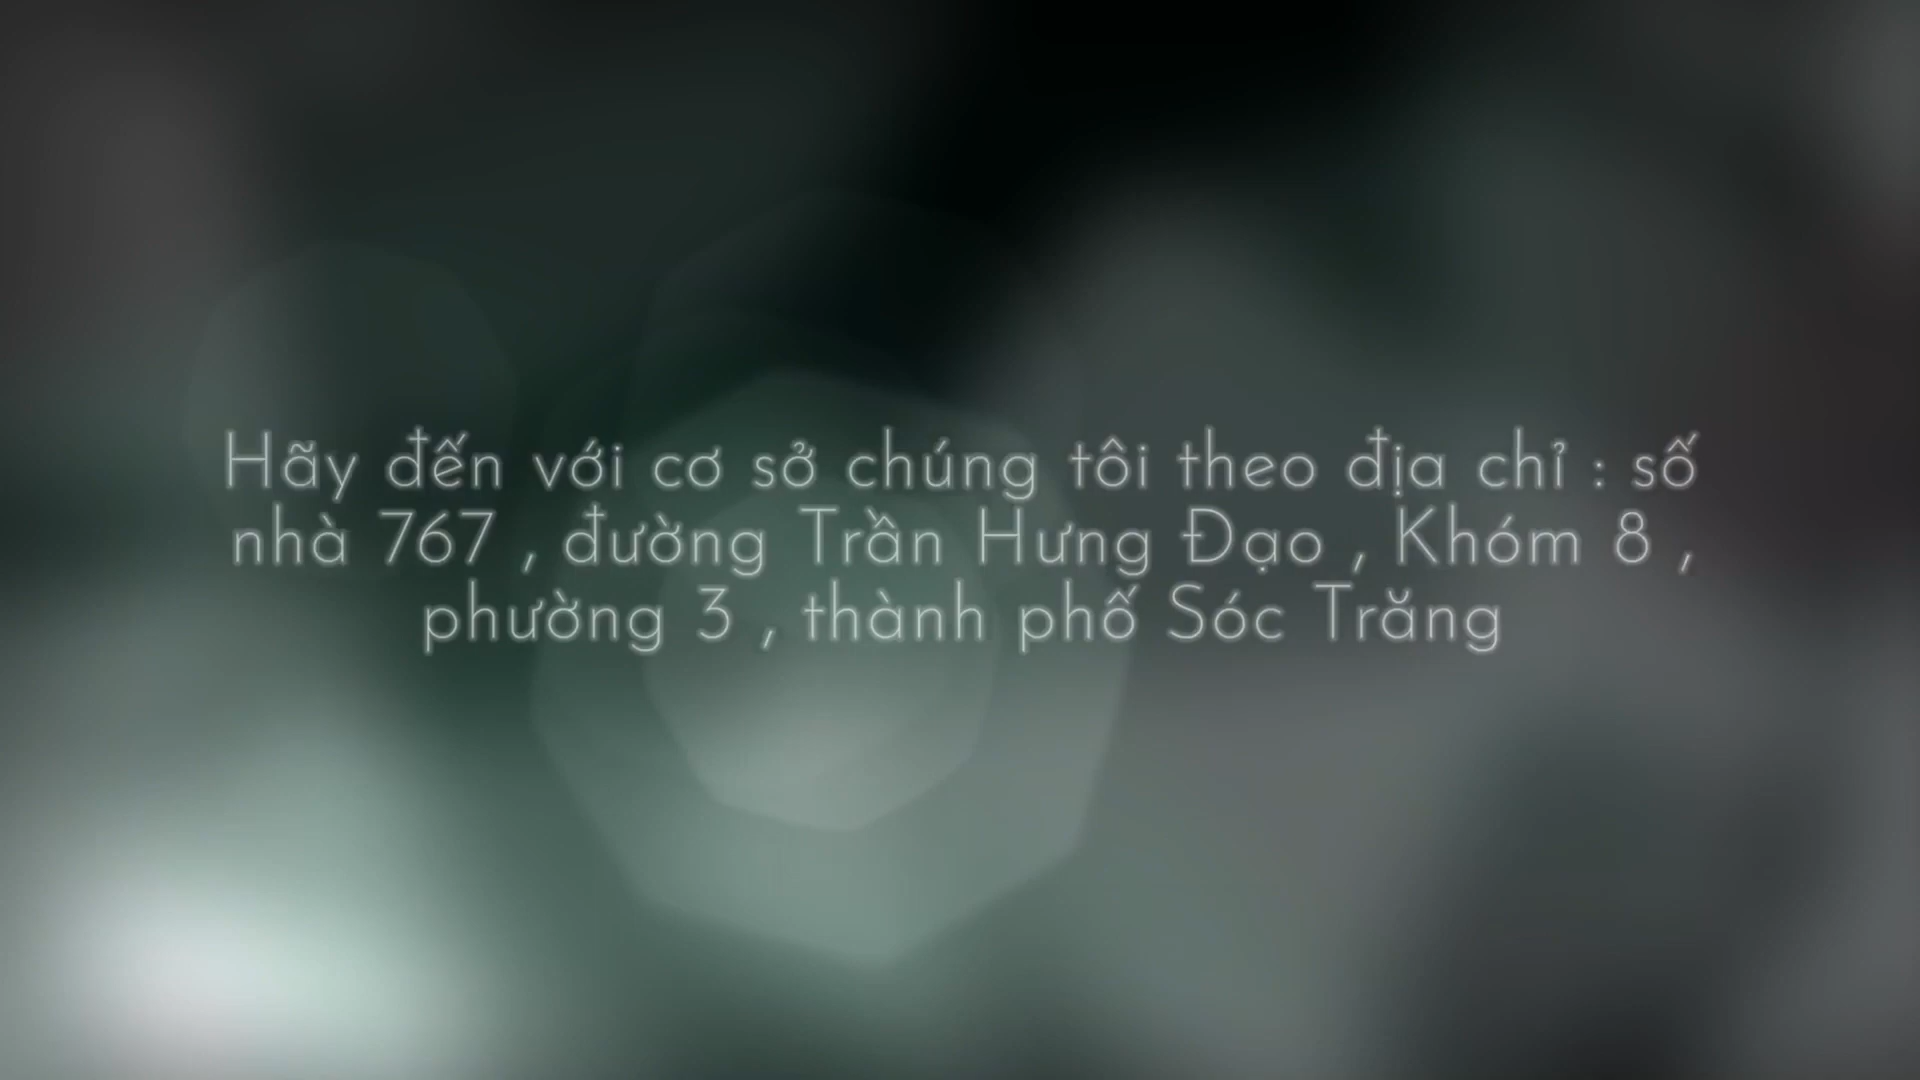 Hãy đến với cơ sở chúng tôi theo địa chỉ : số
nhà 767 , đường Trần Hưng Đạo , Khóm 8 ,
phường 3 , thành phố Sóc Trăng